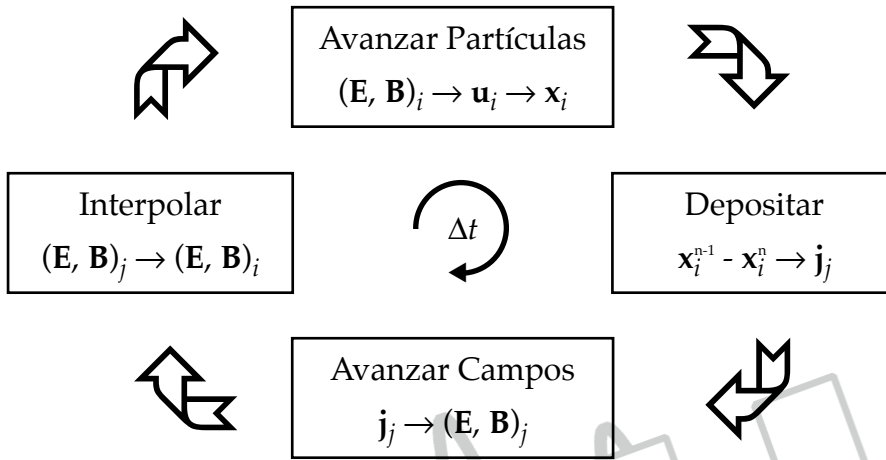 Avanzar Partículas
(E, B)ᵢ → uᵢ → xᵢ
Interpolar
(E, B)ⱼ → (E, B)ᵢ
Δt
Depositar
xᵢⁿ⁻¹ - xᵢⁿ → jⱼ
Avanzar Campos
jⱼ → (E, B)ⱼ